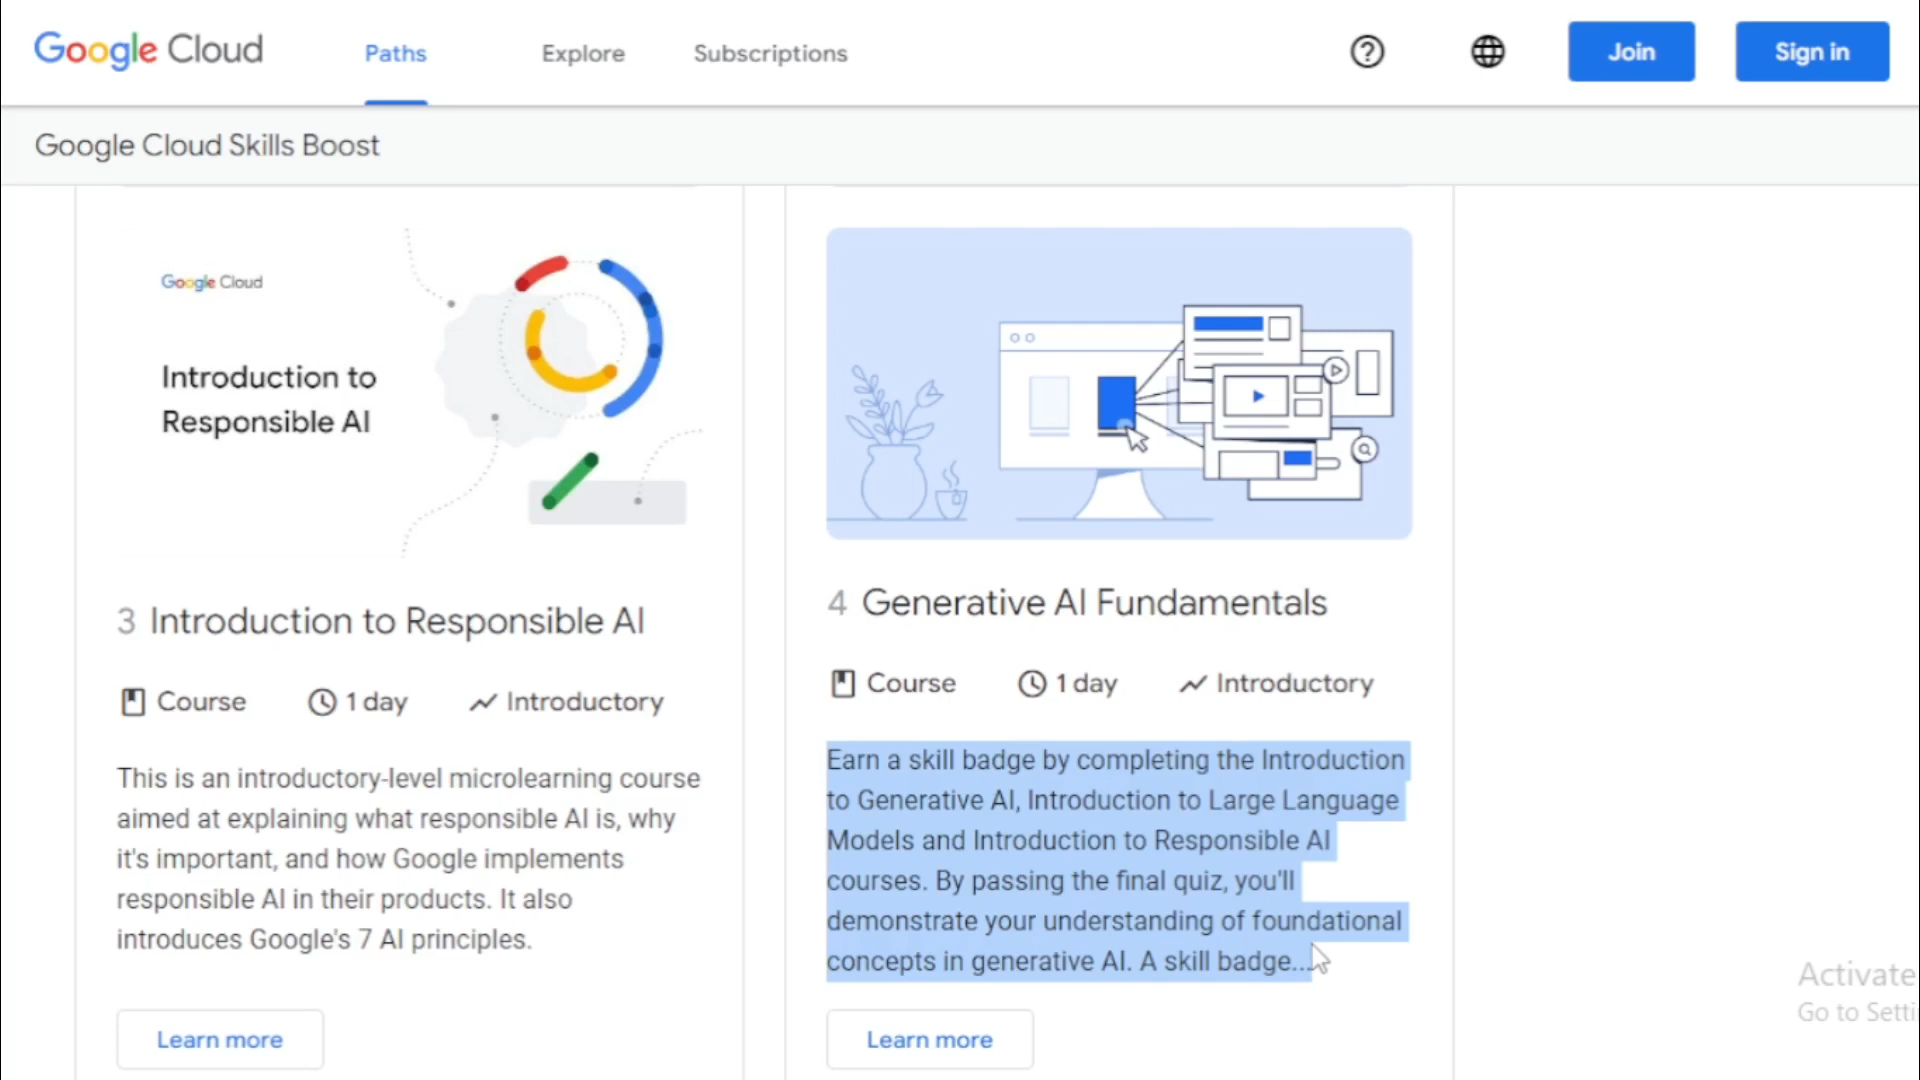 Google Cloud
Paths
Explore
Subscriptions
Join
Sign in
Google Cloud Skills Boost
Google Cloud
Introduction to
Responsible AI
3 Introduction to Responsible AI
Course
1 day
Introductory
This is an introductory-level microlearning course
aimed at explaining what responsible AI is, why
it's important, and how Google implements
responsible AI in their products. It also
introduces Google's 7 AI principles.
Learn more
4 Generative AI Fundamentals
Course
1 day
Introductory
Earn a skill badge by completing the Introduction
to Generative AI, Introduction to Large Language
Models and Introduction to Responsible AI
courses. By passing the final quiz, you'll
demonstrate your understanding of foundational
concepts in generative AI. A skill badge...
Learn more
Activate
Go to Setti